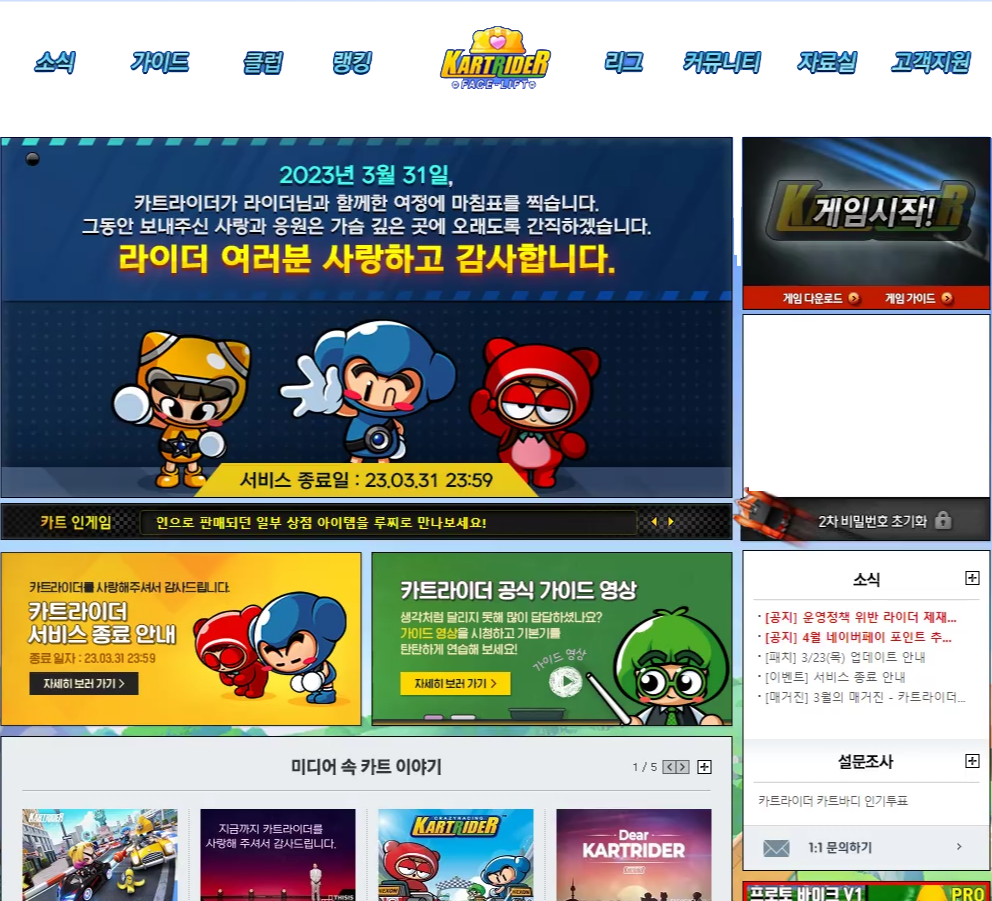 소식
가이드
클럽
랭킹
KARTRIDER
FACE-LIFT
리그
커뮤니티
자료실
고객지원
2023년 3월 31일,
카트라이더가 라이더님과 함께한 여정에 마침표를 찍습니다.
그동안 보내주신 사랑과 응원은 가슴 깊은 곳에 오래도록 간직하겠습니다.
라이더 여러분 사랑하고 감사합니다.
서비스 종료일 : 23.03.31 23:59
게임시작!
게임 다운로드
게임 가이드
2차 비밀번호 초기화
카트 인게임
인으로 판매되던 일부 상점 아이템을 루찌로 만나보세요!
카트라이더를 사랑해주셔서 감사드립니다.
카트라이더
서비스 종료 안내
종료 일자 : 23.03.31 23:59
자세히 보러 가기 >
카트라이더 공식 가이드 영상
생각처럼 달리지 못해 많이 답답하셨나요?
가이드 영상을 시청하고 기본기를
탄탄하게 연습해 보세요!
자세히 보러 가기 >
가이드 영상
소식
[공지] 운영정책 위반 라이더 제재...
[공지] 4월 네이버페이 포인트 추...
[패치] 3/23(목) 업데이트 안내
[이벤트] 서비스 종료 안내
[매거진] 3월의 매거진 - 카트라이더...
설문조사
카트라이더 카트바디 인기투표
1:1 문의하기
미디어 속 카트 이야기
1 / 5
KARTRIDER
지금까지 카트라이더를
사랑해 주셔서 감사드립니다.
THISIS
CRAZYRACING
KARTRIDER
NEXON
NEXON
Dear
KARTRIDER
프로토 바이크 V1
PRO